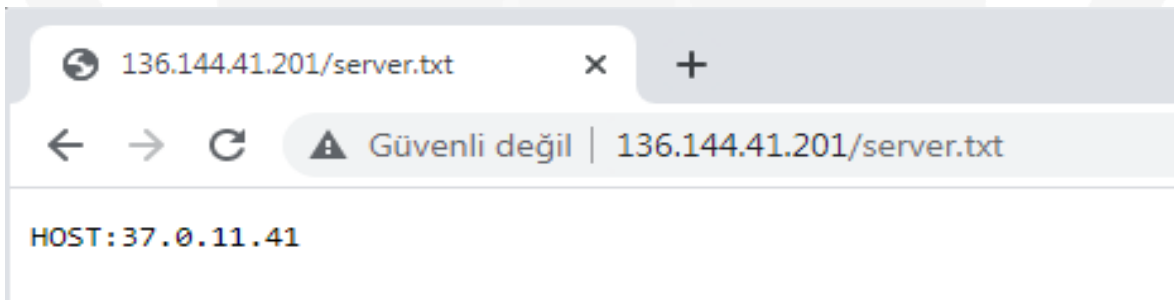 136.144.41.201/server.txt
Güvenli değil | 136.144.41.201/server.txt
HOST:37.0.11.41